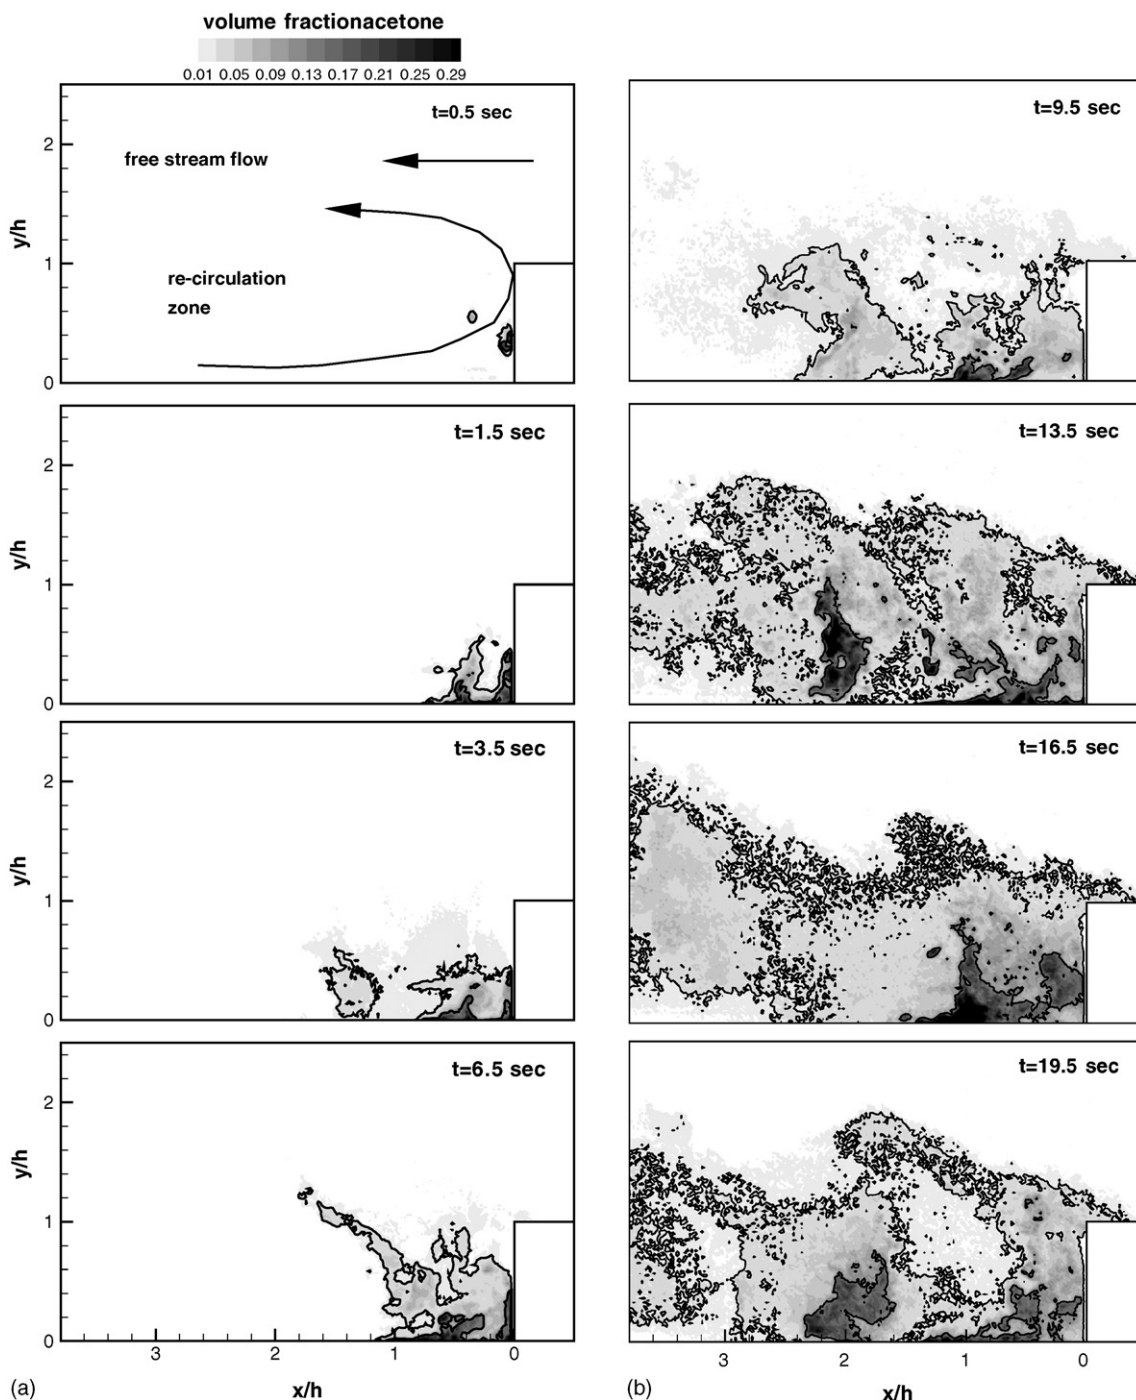 volume fractionacetone
0.01 0.05 0.09 0.13 0.17 0.21 0.25 0.29
t=0.5 sec
free stream flow
re-circulation
zone
y/h
2
1
0
t=1.5 sec
y/h
2
1
0
t=3.5 sec
y/h
2
1
0
t=6.5 sec
y/h
2
1
0
3 2 1 0
x/h
(a)
t=9.5 sec
t=13.5 sec
t=16.5 sec
t=19.5 sec
3 2 1 0
x/h
(b)